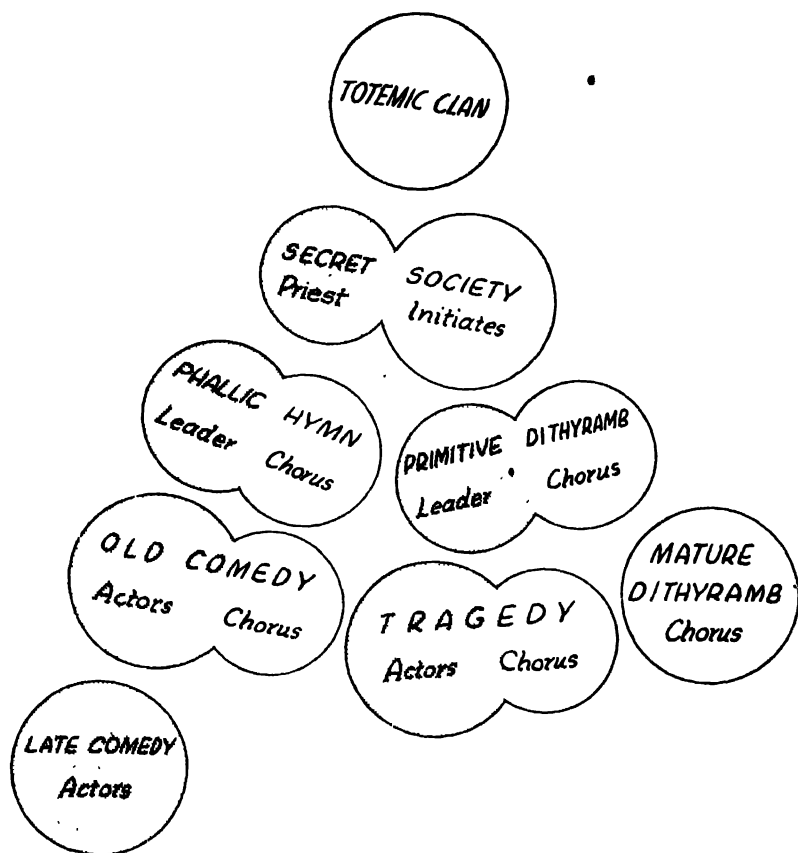 TOTEMIC CLAN
SECRET SOCIETY
Priest Initiates
PHALLIC HYMN
Leader Chorus
PRIMITIVE DITHYRAMB
Leader Chorus
OLD COMEDY
Actors Chorus
TRAGEDY
Actors Chorus
MATURE
DITHYRAMB
Chorus
LATE COMEDY
Actors